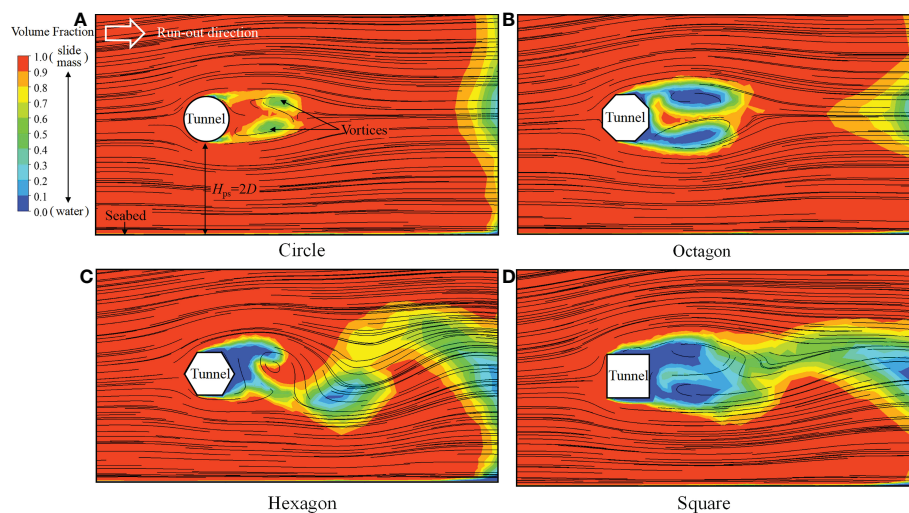 A
B
Volume Fraction
Run-out direction
1.0 (slide mass)
0.9
0.8
0.7
0.6
0.5
0.4
0.3
0.2
0.1
0.0 (water)
Tunnel
Vortices
Hps=2D
Seabed
Tunnel
Circle
Octagon
C
D
Tunnel
Tunnel
Hexagon
Square